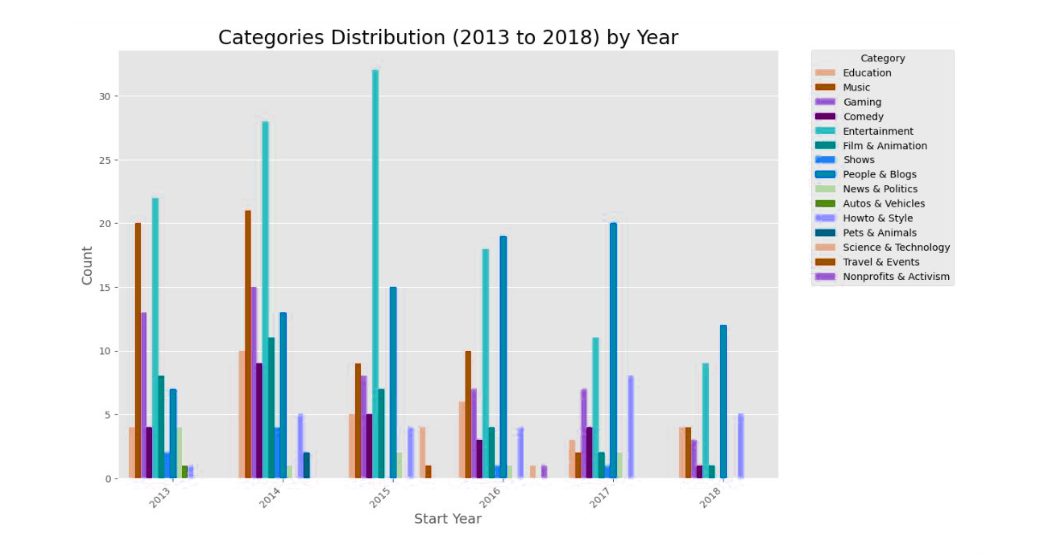 Categories Distribution (2013 to 2018) by Year
Category
Education
Music
Gaming
Comedy
Entertainment
Film & Animation
Shows
People & Blogs
News & Politics
Autos & Vehicles
Howto & Style
Pets & Animals
Science & Technology
Travel & Events
Nonprofits & Activism
Count
30
25
20
15
10
5
0
2013
2014
2015
2016
2017
2018
Start Year